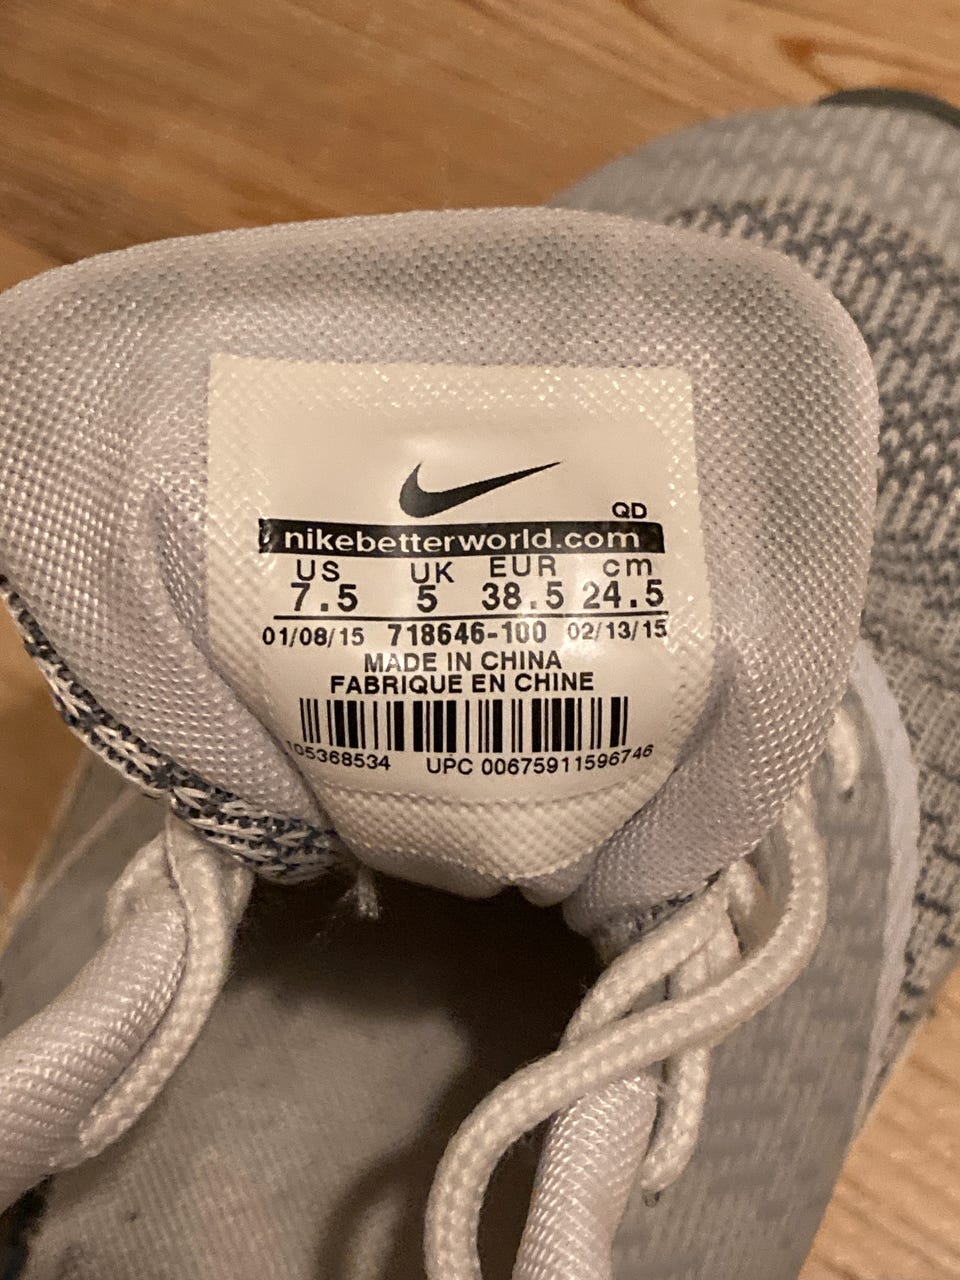 QD
nikebetterworld.com
US UK EUR cm
7.5 5 38.5 24.5
01/08/15 718646-100 02/13/15
MADE IN CHINA
FABRIQUE EN CHINE
105368534 UPC 00675911596746